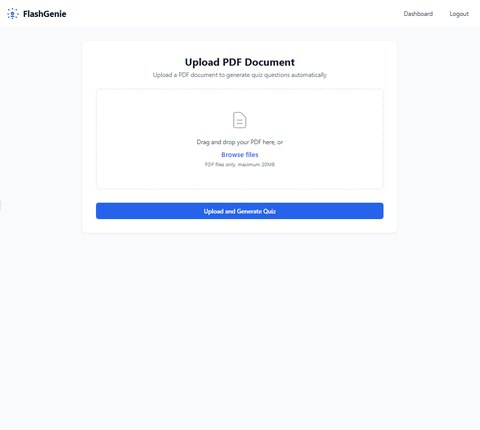 FlashGenie
Dashboard
Logout
Upload PDF Document
Upload a PDF document to generate quiz questions automatically
Drag and drop your PDF here, or
Browse files
PDF files only, maximum 20MB
Upload and Generate Quiz